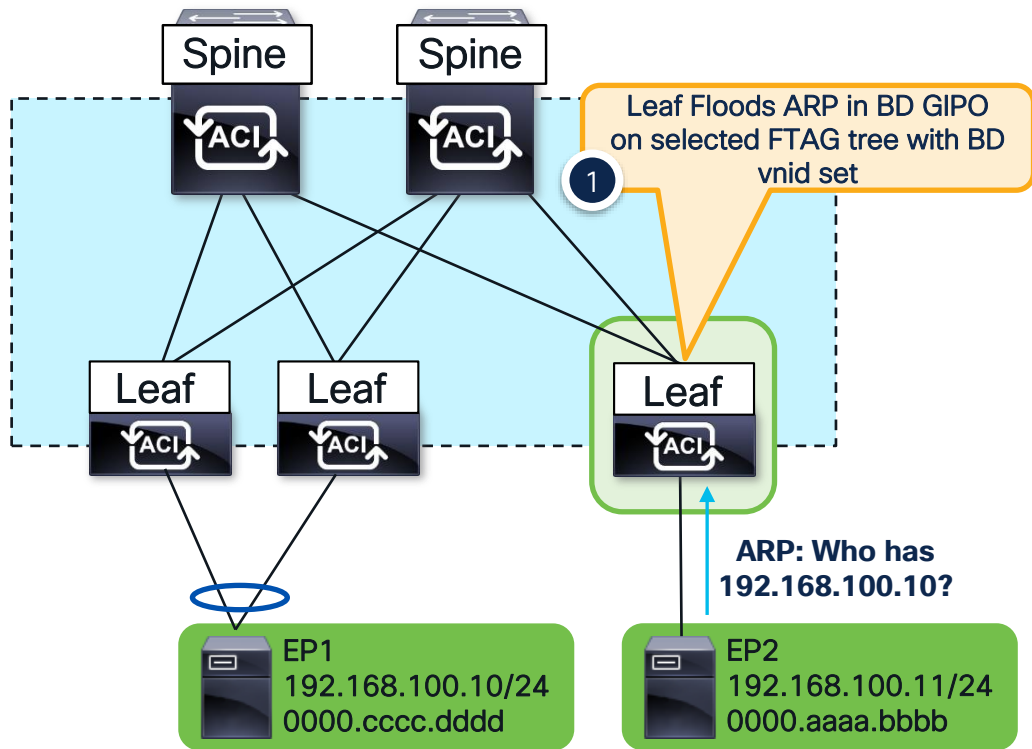 Spine
Spine
ACI
ACI
Leaf Floods ARP in BD GIPO
on selected FTAG tree with BD
vnid set
1
Leaf
Leaf
Leaf
ACI
ACI
ACI
ARP: Who has
192.168.100.10?
EP1
192.168.100.10/24
0000.cccc.dddd
EP2
192.168.100.11/24
0000.aaaa.bbbb